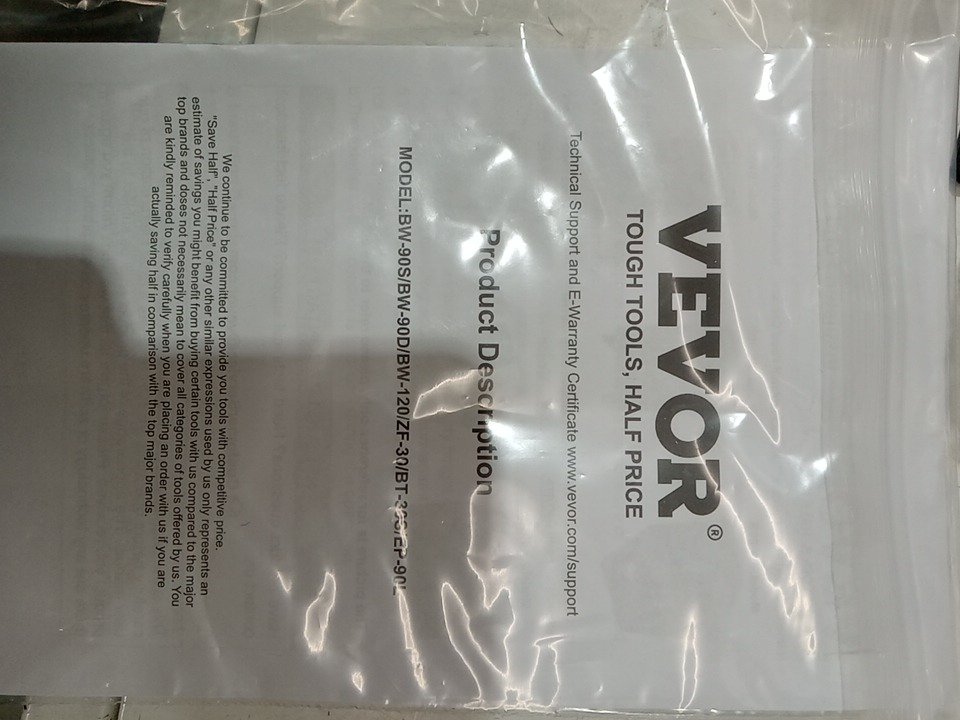 VEVOR®
TOUGH TOOLS, HALF PRICE
Technical Support and E-Warranty Certificate www.vevor.com/support
Product Description
MODEL:BW-90S/BW-90D/BW-120/ZF-30/BT-
We continue to be committed to provide you tools with competitive price.
"Save Half", "Half Price" or any other similar expressions used by us only represents an
estimate of savings you might benefit from buying certain tools with us compared to the major
top brands and doses not necessarily mean to cover all categories of tools offered by us. You
are kindly reminded to verify carefully when you are placing an order with us if you are
actually saving half in comparison with the top major brands.